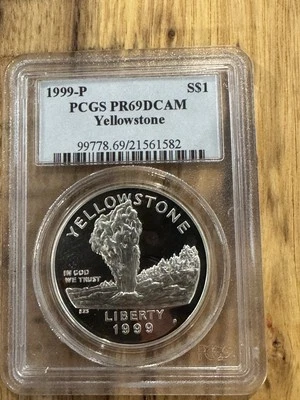 1999-P S$1
PCGS PR69DCAM
Yellowstone
99778.69/21561582
YELLOWSTONE
IN GOD
WE TRUST
LIBERTY
1999